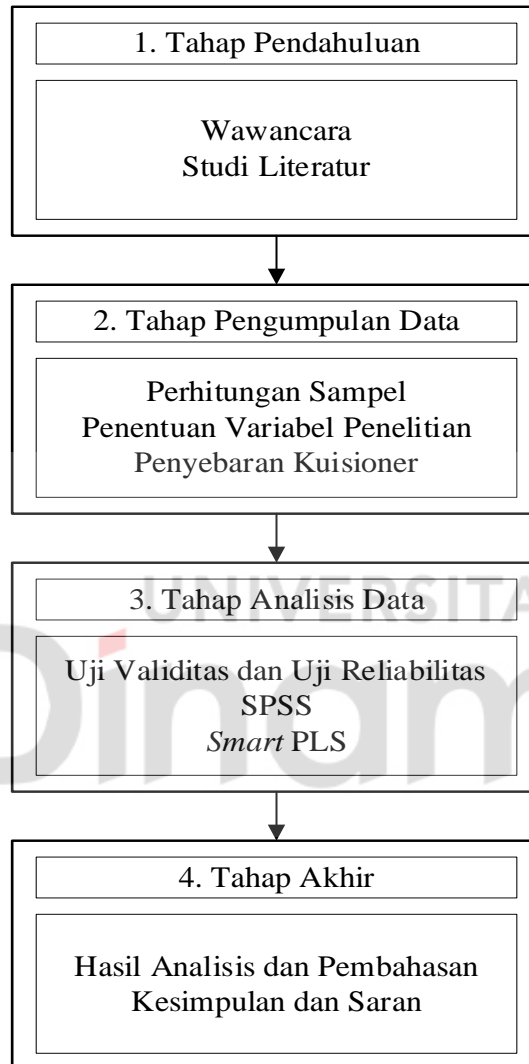 1. Tahap Pendahuluan
Wawancara
Studi Literatur
2. Tahap Pengumpulan Data
Perhitungan Sampel
Penentuan Variabel Penelitian
Penyebaran Kuisioner
UNIVERSITA
Dinam
3. Tahap Analisis Data
Uji Validitas dan Uji Reliabilitas
SPSS
Smart PLS
4. Tahap Akhir
Hasil Analisis dan Pembahasan
Kesimpulan dan Saran